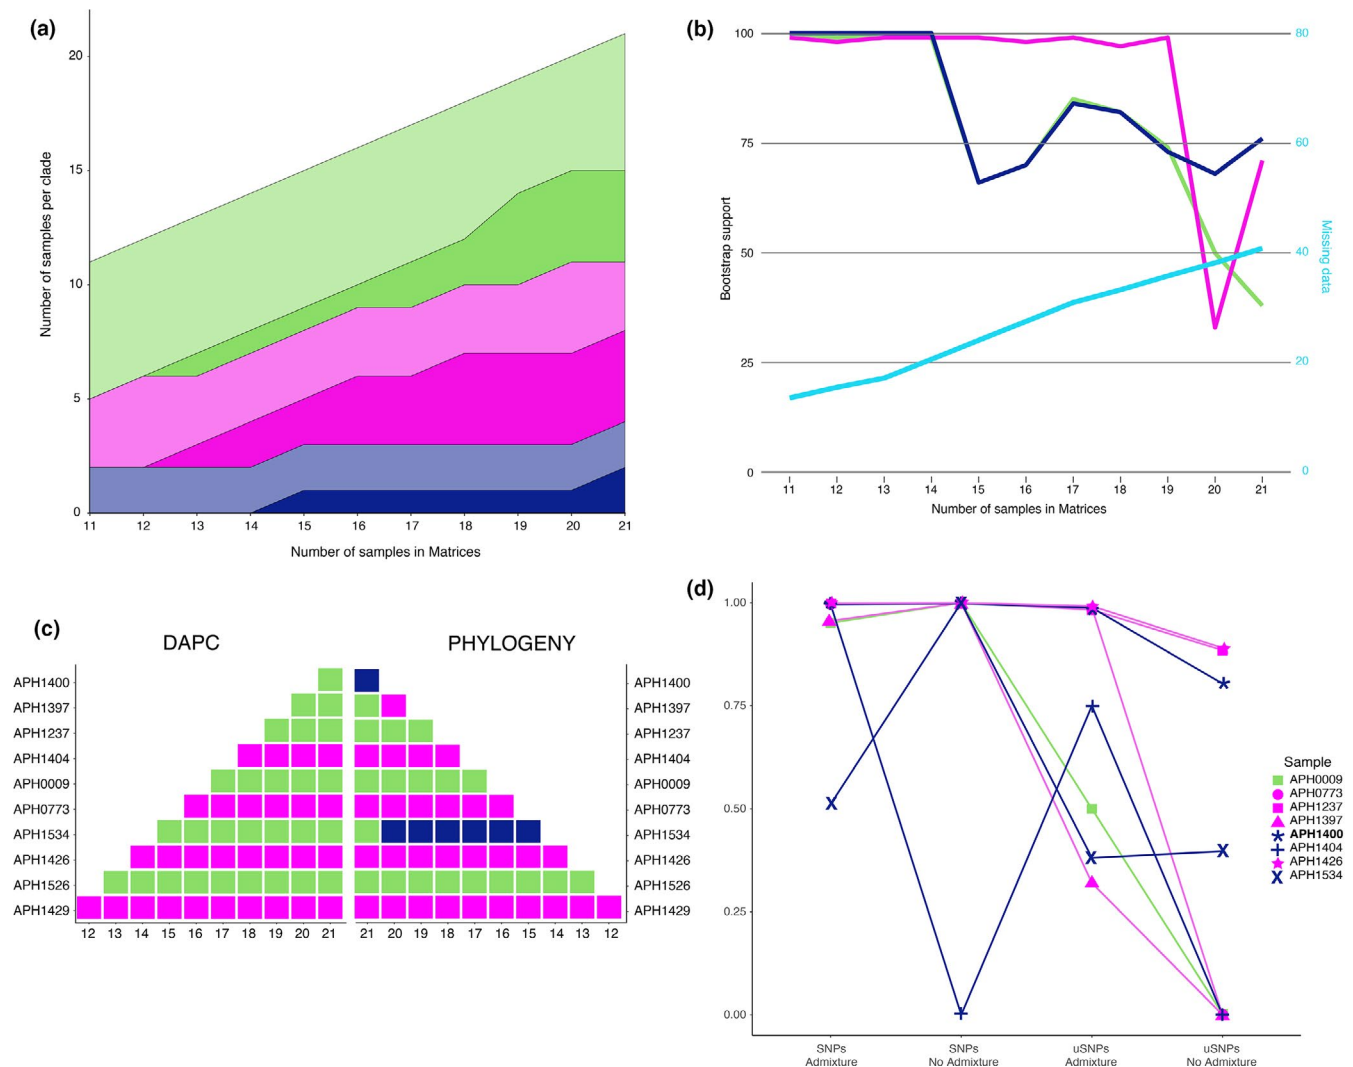 (a)
20
15
10
5
0
Number of samples per clade
11 12 13 14 15 16 17 18 19 20 21
Number of samples in Matrices
(b)
100
75
50
25
0
Bootstrap support
80
60
40
20
0
Missing data
11 12 13 14 15 16 17 18 19 20 21
Number of samples in Matrices
(c)
DAPC PHYLOGENY
APH1400 APH1400
APH1397 APH1397
APH1237 APH1237
APH1404 APH1404
APH0009 APH0009
APH0773 APH0773
APH1534 APH1534
APH1426 APH1426
APH1526 APH1526
APH1429 APH1429
12 13 14 15 16 17 18 19 20 21 21 20 19 18 17 16 15 14 13 12
(d)
1.00
0.75
0.50
0.25
0.00
SNPs
Admixture
SNPs
No Admixture
uSNPs
Admixture
uSNPs
No Admixture
Sample
APH0009
APH0773
APH1237
APH1397
APH1400
APH1404
APH1426
APH1534